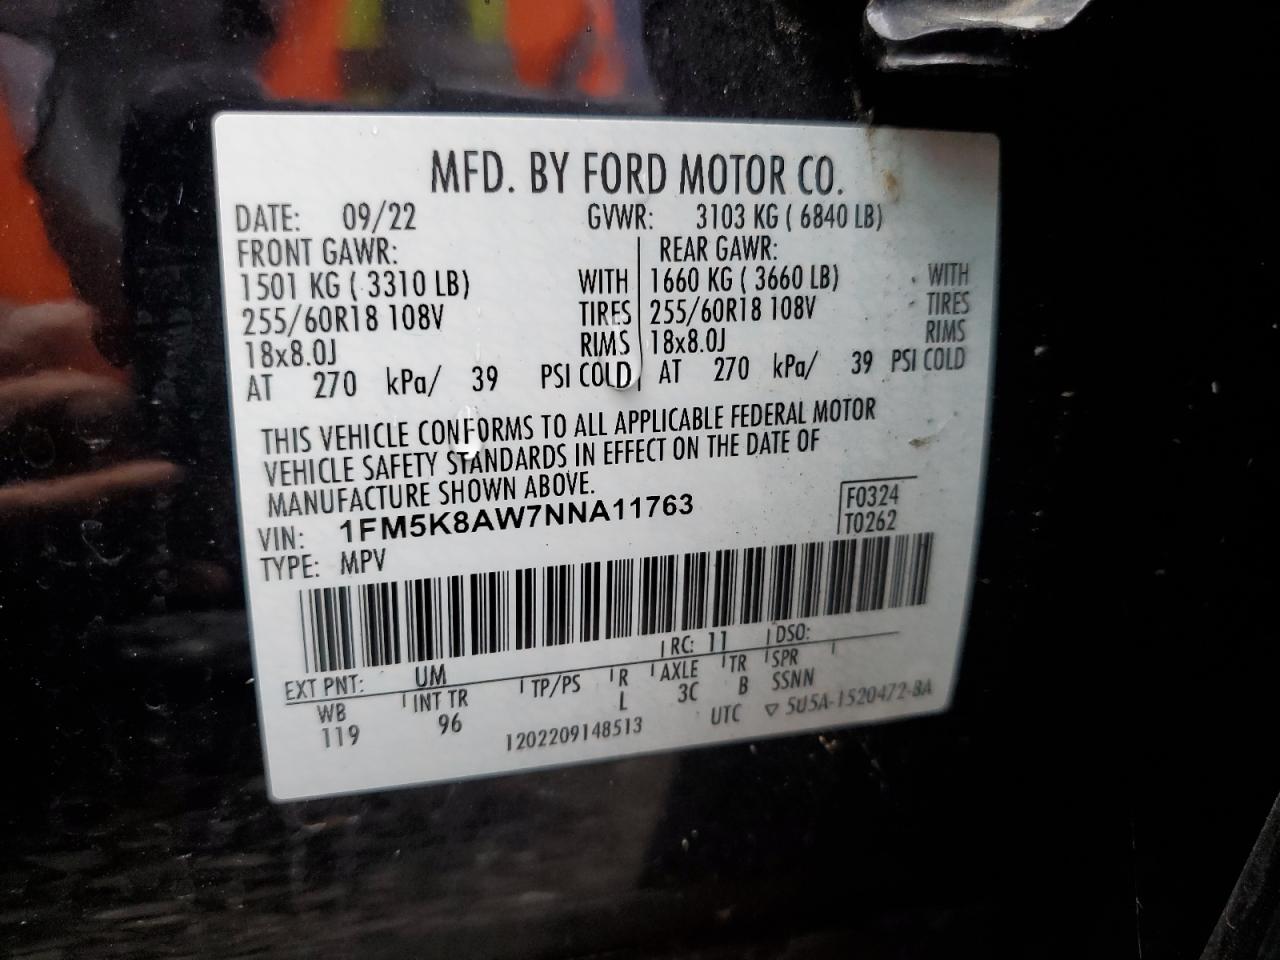 MFD. BY FORD MOTOR CO.
DATE: 09/22 GVWR: 3103 KG ( 6840 LB)
FRONT GAWR: REAR GAWR:
1501 KG ( 3310 LB) WITH 1660 KG ( 3660 LB) WITH
255/60R18 108V TIRES 255/60R18 108V TIRES
18x8.0J RIMS 18x8.0J RIMS
AT 270 kPa/ 39 PSI COLD AT 270 kPa/ 39 PSI COLD
THIS VEHICLE CONFORMS TO ALL APPLICABLE FEDERAL MOTOR
VEHICLE SAFETY STANDARDS IN EFFECT ON THE DATE OF
MANUFACTURE SHOWN ABOVE.
VIN: 1FM5K8AW7NNA11763 F0324
TYPE: MPV T0262
EXT PNT: UM RC: 11 DSO:
WB INT TR TP/PS R AXLE TR SPR
119 96 L 3C B SSNN
1202209148513 UTC ▽ 5U5A-1520472-BA